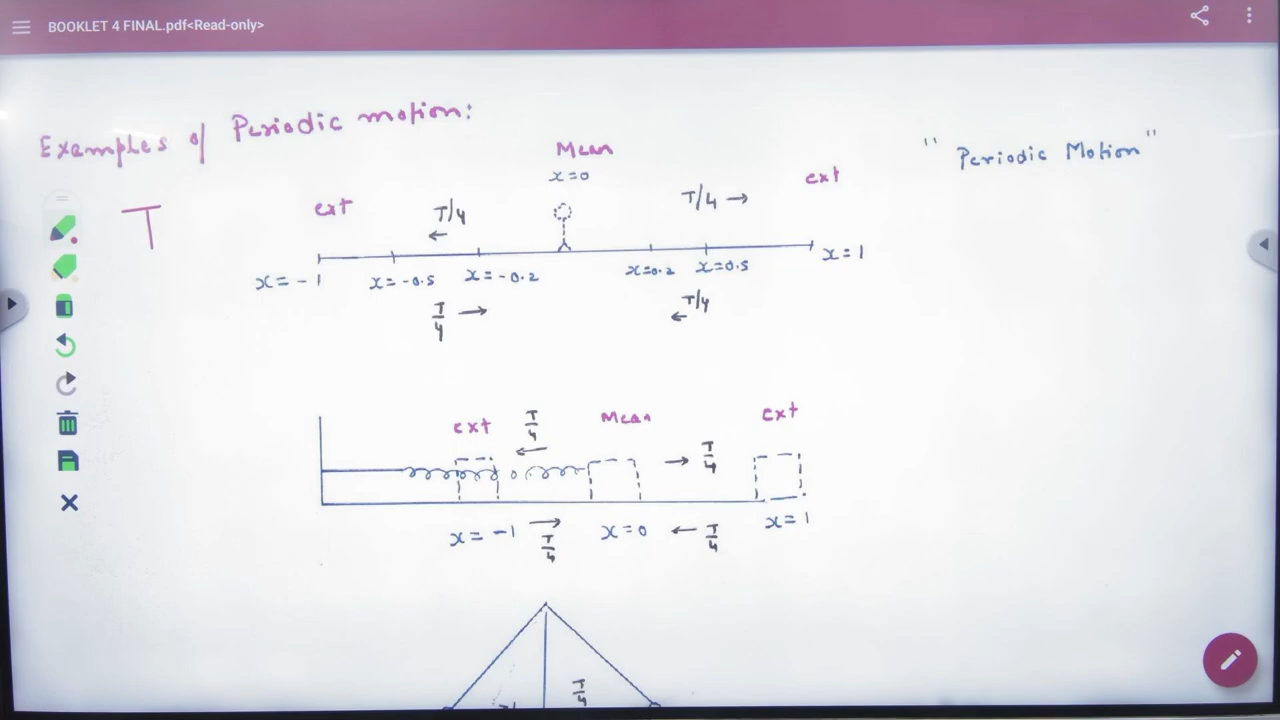 BOOKLET 4 FINAL.pdf<Read-only>
Examples of Periodic motion:
" Periodic Motion "
T
Mean
x=0
ext
T/4
←
T/4 →
ext
x= -1
x= -0.5
x= -0.2
x=0.2
x=0.5
x=1
T/4 →
← T/4
ext
T/4
←
Mean
→ T/4
ext
x= -1
→
T/4
x=0
← T/4
x=1
T/4